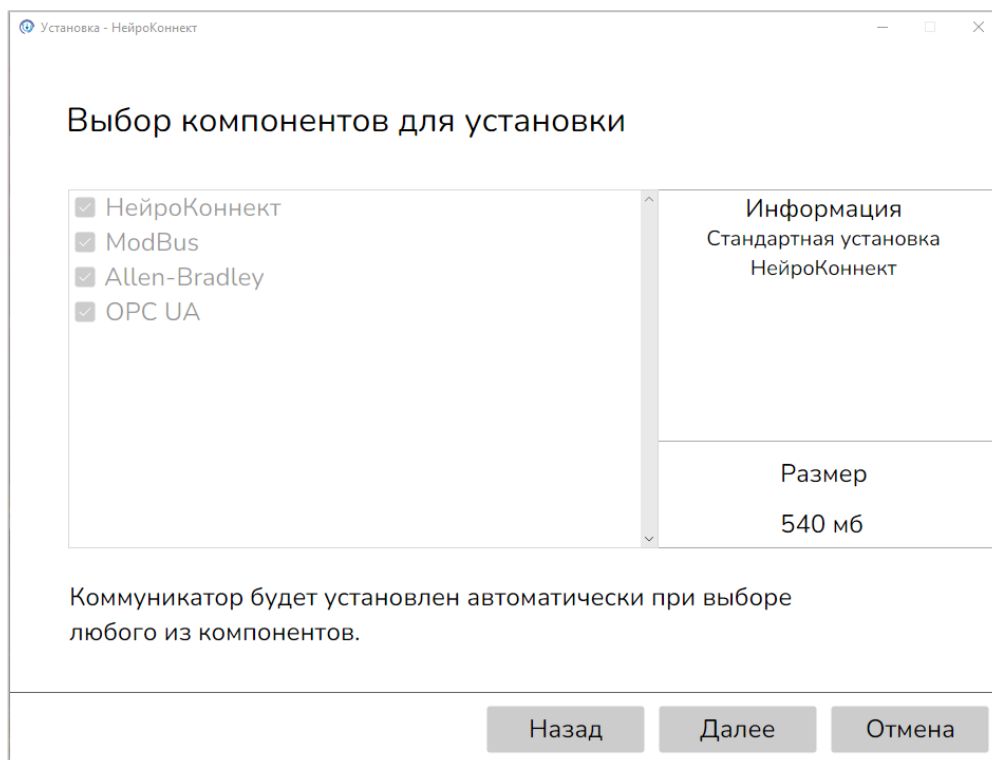 Установка - НейроКоннект
Выбор компонентов для установки
НейроКоннект
ModBus
Allen-Bradley
OPC UA
Информация
Стандартная установка
НейроКоннект
Размер
540 мб
Коммуникатор будет установлен автоматически при выборе
любого из компонентов.
Назад
Далее
Отмена